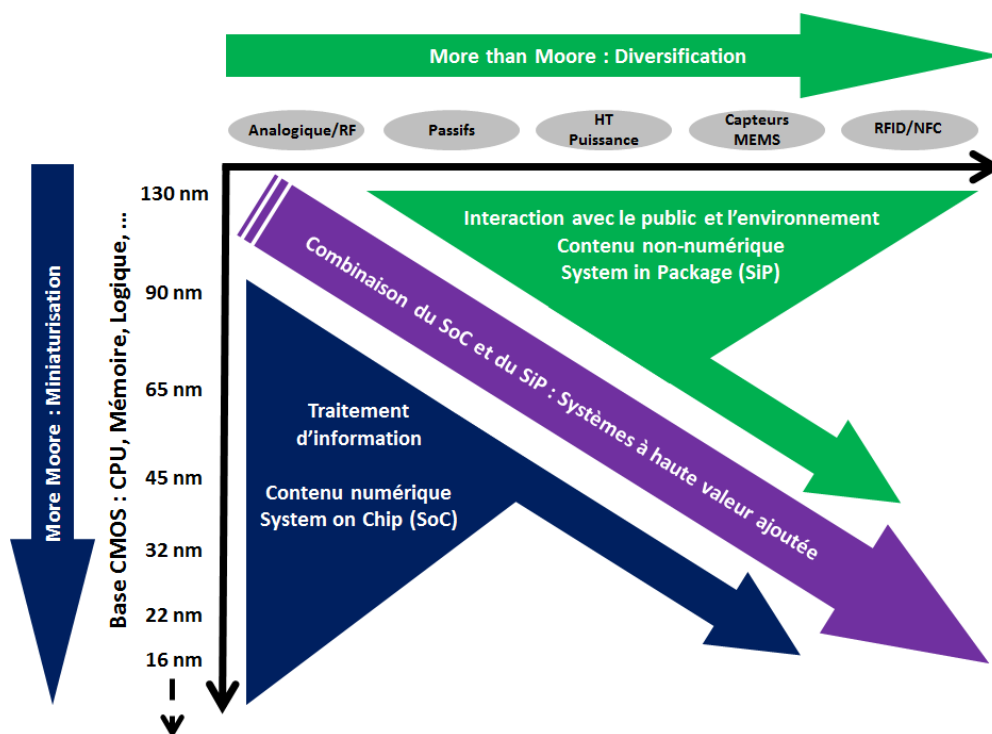 More than Moore : Diversification
Analogique/RF
Passifs
HT
Puissance
Capteurs
MEMS
RFID/NFC
More Moore : Miniaturisation
Base CMOS : CPU, Mémoire, Logique, ...
130 nm
90 nm
65 nm
45 nm
32 nm
22 nm
16 nm
Interaction avec le public et l’environnement
Contenu non-numérique
System in Package (SiP)
Combinaison du SoC et du SiP : Systèmes à haute valeur ajoutée
Traitement
d’information
Contenu numérique
System on Chip (SoC)